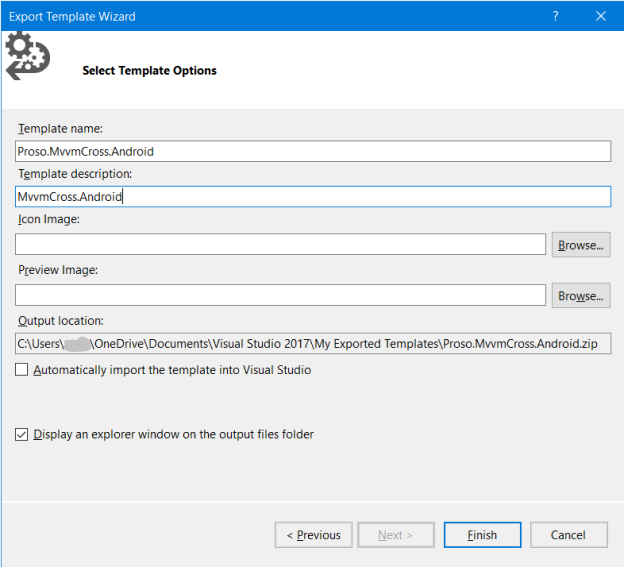 Export Template Wizard
?
Select Template Options
Template name:
Proso.MvvmCross.Android
Template description:
MvvmCross.Android
Icon Image:
Browse...
Preview Image:
Browse...
Output location:
C:\Users\ \OneDrive\Documents\Visual Studio 2017\My Exported Templates\Proso.MvvmCross.Android.zip
Automatically import the template into Visual Studio
Display an explorer window on the output files folder
< Previous Next > Finish Cancel